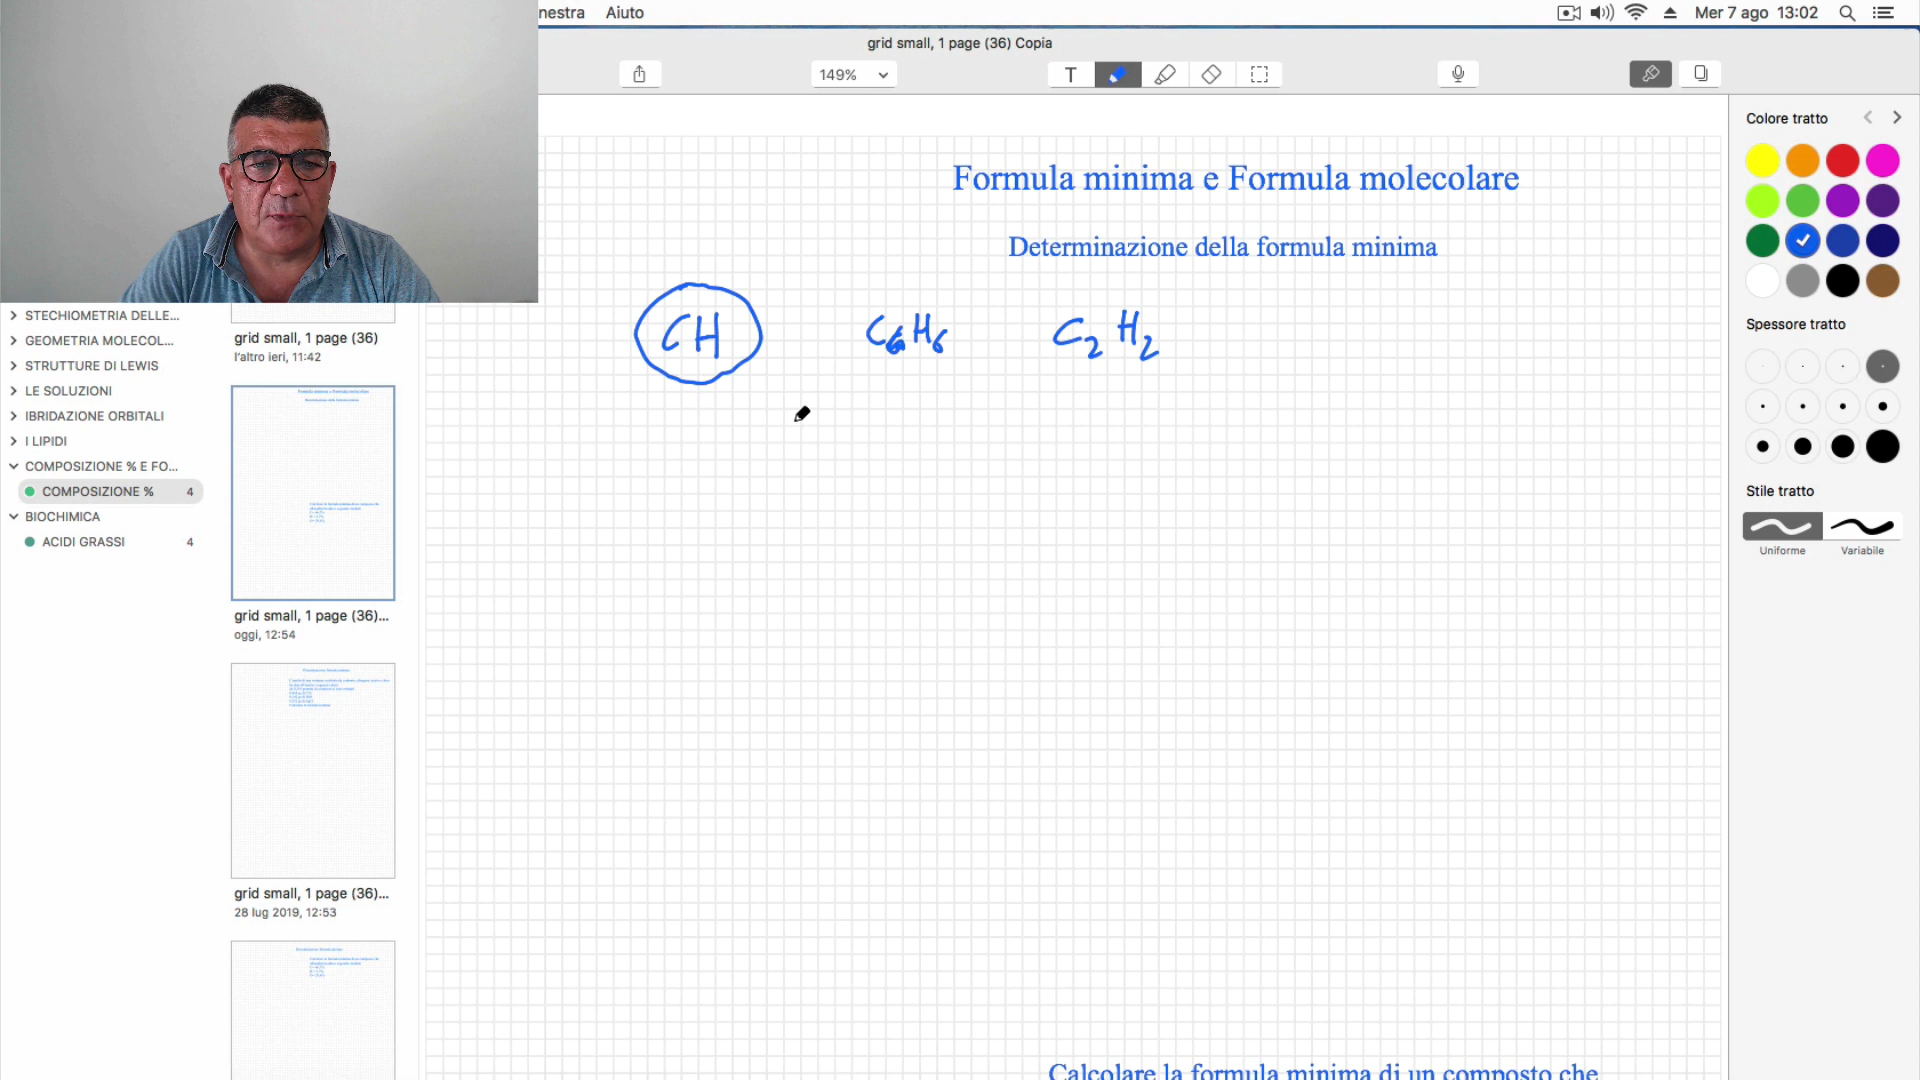 nestra Aiuto
Mer 7 ago 13:02
grid small, 1 page (36) Copia
149%
T
Formula minima e Formula molecolare
Determinazione della formula minima
CH C₆H₆ C₂H₂
Calcolare la formula minima di un composto che
STECHIOMETRIA DELLE...
GEOMETRIA MOLECOL...
STRUTTURE DI LEWIS
LE SOLUZIONI
IBRIDAZIONE ORBITALI
I LIPIDI
COMPOSIZIONE % E FO...
COMPOSIZIONE % 4
BIOCHIMICA
ACIDI GRASSI 4
grid small, 1 page (36)
l'altro ieri, 11:42
grid small, 1 page (36)...
oggi, 12:54
grid small, 1 page (36)...
28 lug 2019, 12:53
Colore tratto
Spessore tratto
Stile tratto
Uniforme Variabile